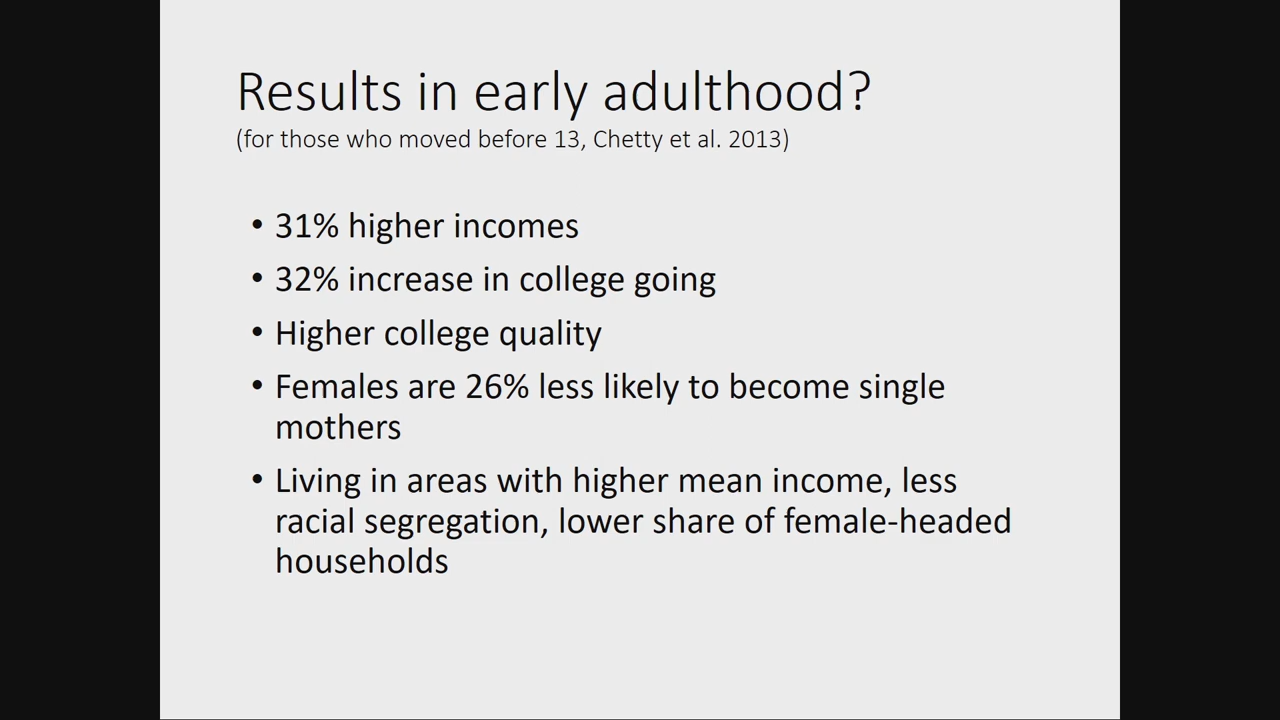 Results in early adulthood?
(for those who moved before 13, Chetty et al. 2013)
• 31% higher incomes
• 32% increase in college going
• Higher college quality
• Females are 26% less likely to become single
mothers
• Living in areas with higher mean income, less
racial segregation, lower share of female-headed
households